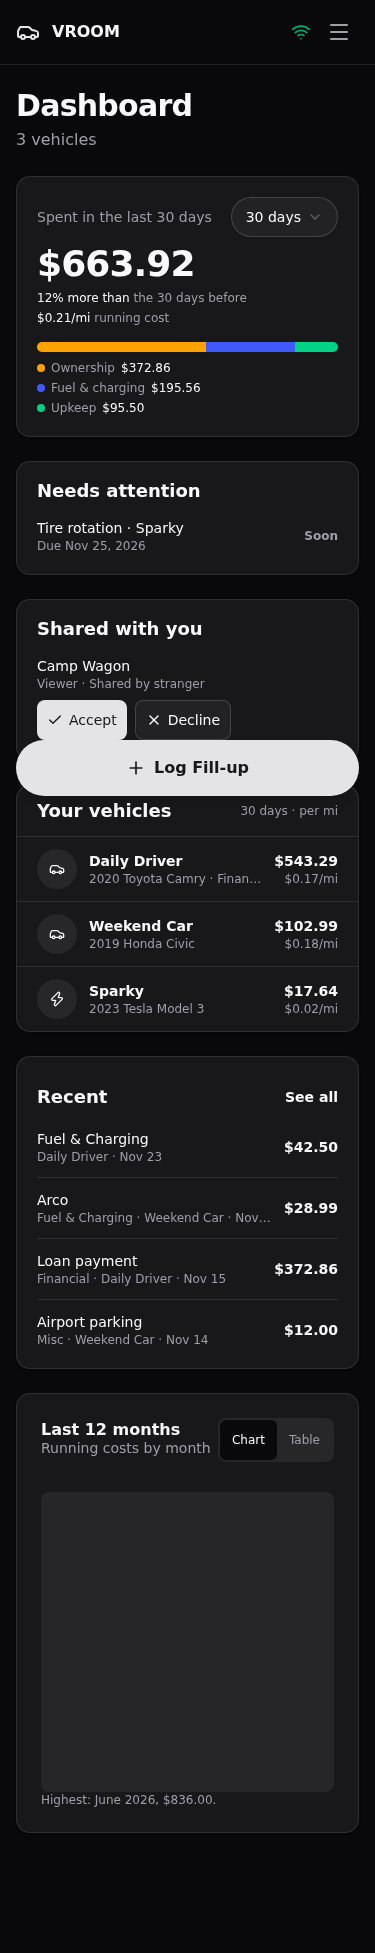 VROOM
Dashboard
3 vehicles
Spent in the last 30 days
30 days
$663.92
12% more than the 30 days before
$0.21/mi running cost
Ownership $372.86
Fuel & charging $195.56
Upkeep $95.50
Needs attention
Tire rotation · Sparky
Due Nov 25, 2026
Soon
Shared with you
Camp Wagon
Viewer · Shared by stranger
Accept
Decline
Log Fill-up
Your vehicles
30 days · per mi
Daily Driver
$543.29
2020 Toyota Camry · Finan...
$0.17/mi
Weekend Car
$102.99
2019 Honda Civic
$0.18/mi
Sparky
$17.64
2023 Tesla Model 3
$0.02/mi
Recent
See all
Fuel & Charging
Daily Driver · Nov 23
$42.50
Arco
Fuel & Charging · Weekend Car · Nov...
$28.99
Loan payment
Financial · Daily Driver · Nov 15
$372.86
Airport parking
Misc · Weekend Car · Nov 14
$12.00
Last 12 months
Running costs by month
Chart
Table
Highest: June 2026, $836.00.